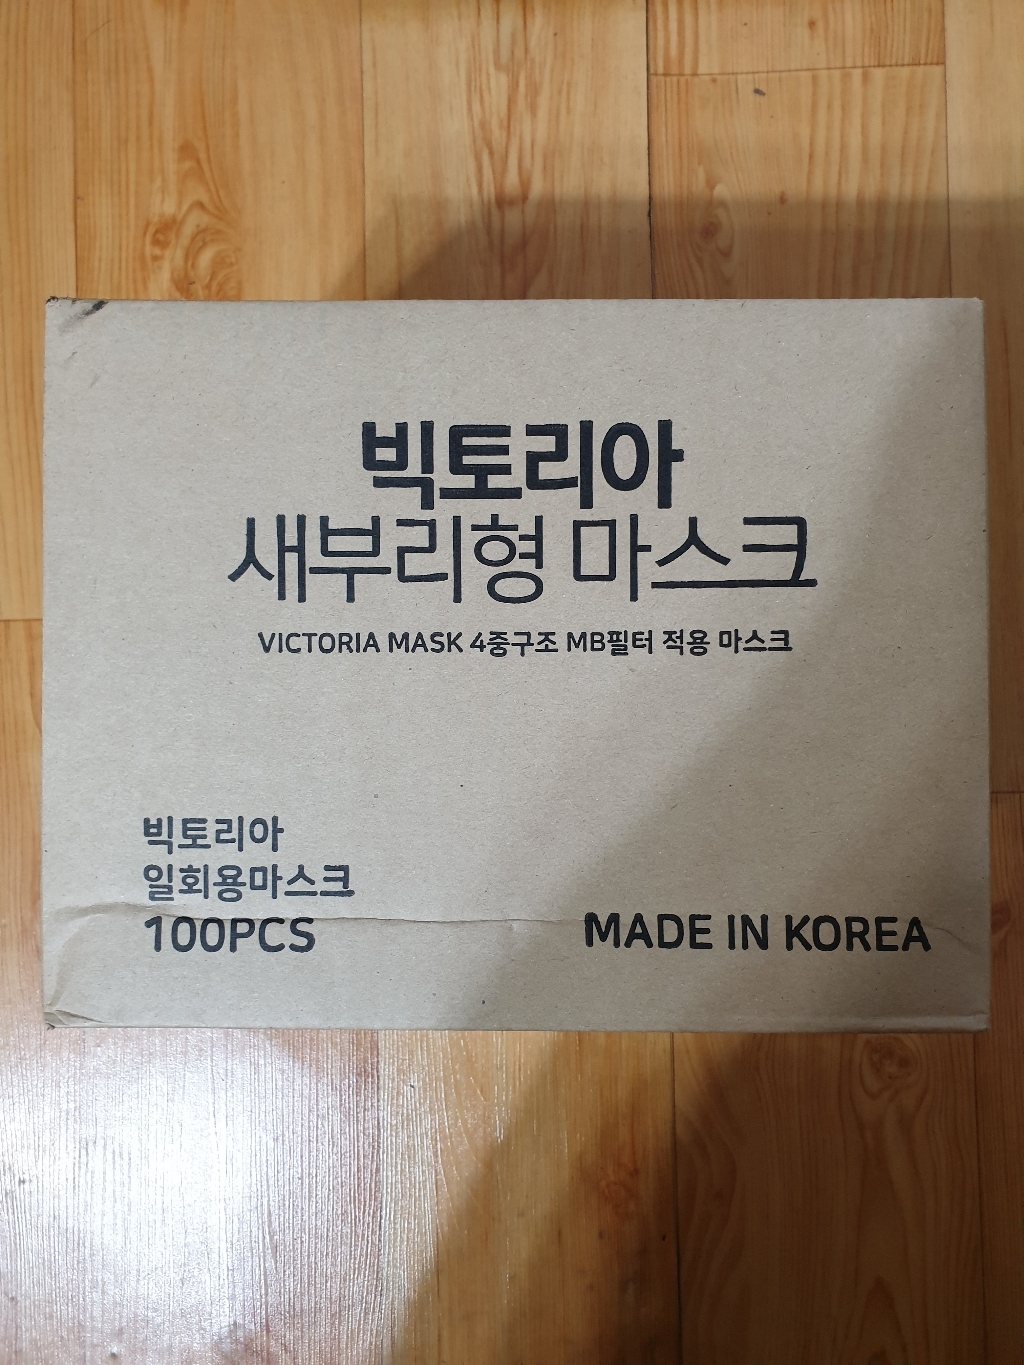 빅토리아
새부리형 마스크
VICTORIA MASK 4중구조 MB필터 적용 마스크
빅토리아
일회용마스크
100PCS
MADE IN KOREA